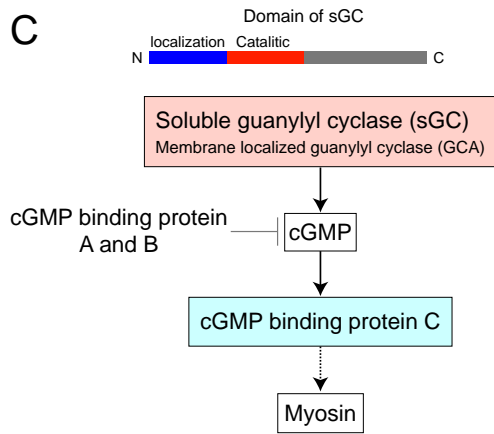 C
Domain of sGC
localization Catalitic
N C
Soluble guanylyl cyclase (sGC)
Membrane localized guanylyl cyclase (GCA)
cGMP binding protein
A and B
cGMP
cGMP binding protein C
Myosin